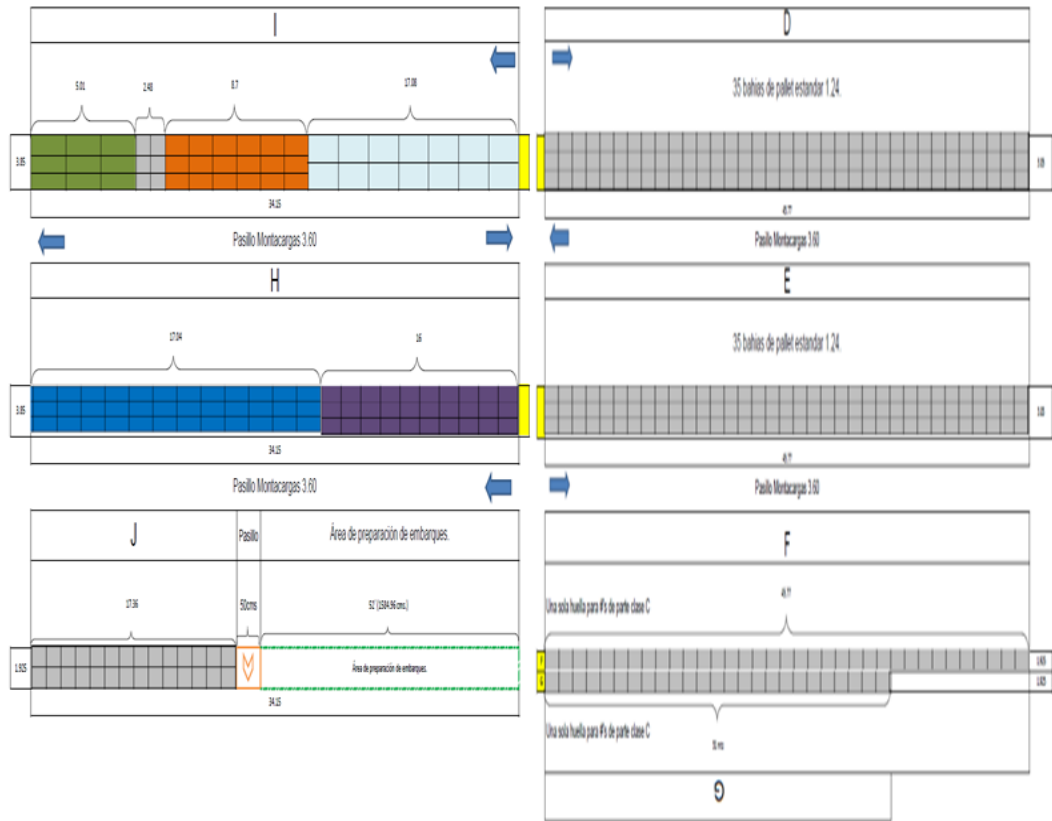 I
D
5.01
2.48
8.7
17.08
35 bahias de pallet estandar 1.24.
3.85
34.15
Pasillo Montacargas 3.60
Pasillo Montacargas 3.60
H
E
17.04
16
35 bahias de pallet estandar 1.24.
3.85
34.15
Pasillo Montacargas 3.60
Pasillo Montacargas 3.60
J
Pasillo
Área de preparación de embarques.
F
17.36
50cms
52' (1584.96 cms.)
Una sola huella para #'s de parte clase C
1.925
Área de preparación de embarques.
F
G
34.15
Una sola huella para #'s de parte clase C
G